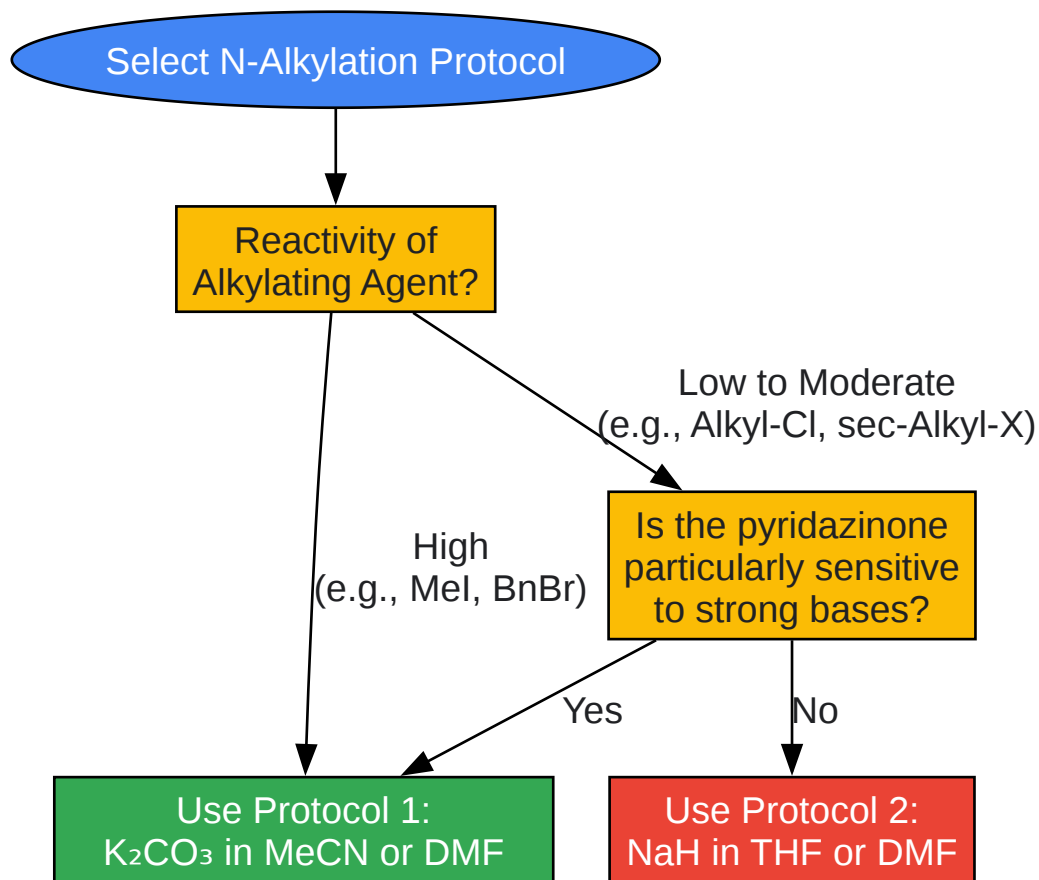 Select N-Alkylation Protocol
Reactivity of
Alkylating Agent?
Low to Moderate
(e.g., Alkyl-Cl, sec-Alkyl-X)
Is the pyridazinone
particularly sensitive
to strong bases?
High
(e.g., MeI, BnBr)
Yes
No
Use Protocol 1:
K₂CO₃ in MeCN or DMF
Use Protocol 2:
NaH in THF or DMF